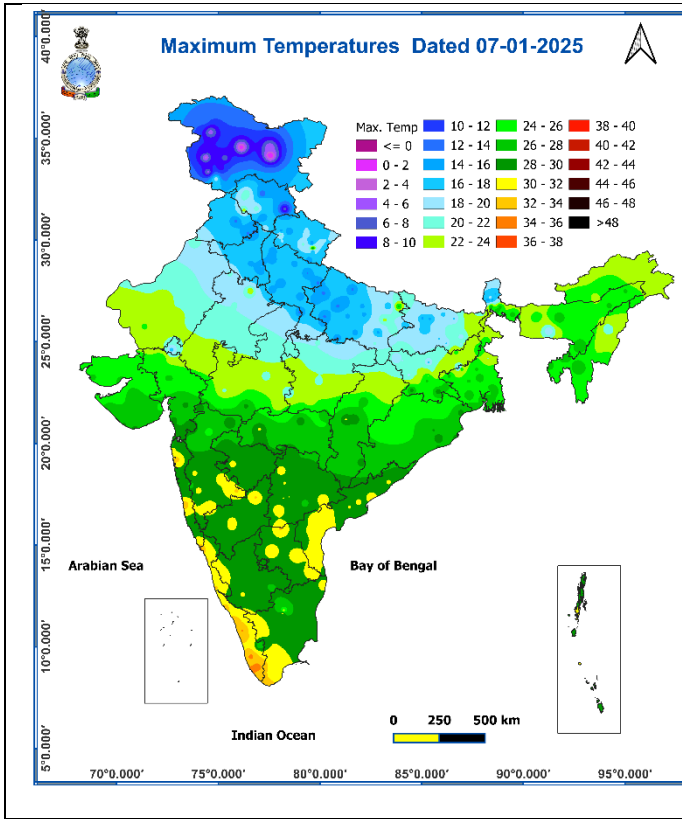 Maximum Temperatures Dated 07-01-2025
Max. Temp
<= 0
0 - 2
2 - 4
4 - 6
6 - 8
8 - 10
10 - 12
12 - 14
14 - 16
16 - 18
18 - 20
20 - 22
22 - 24
24 - 26
26 - 28
28 - 30
30 - 32
32 - 34
34 - 36
36 - 38
38 - 40
40 - 42
42 - 44
44 - 46
46 - 48
>48
40°0.000'
35°0.000'
30°0.000'
25°0.000'
20°0.000'
15°0.000'
10°0.000'
5°0.000'
Arabian Sea
Bay of Bengal
Indian Ocean
0 250 500 km
70°0.000' 75°0.000' 80°0.000' 85°0.000' 90°0.000' 95°0.000'